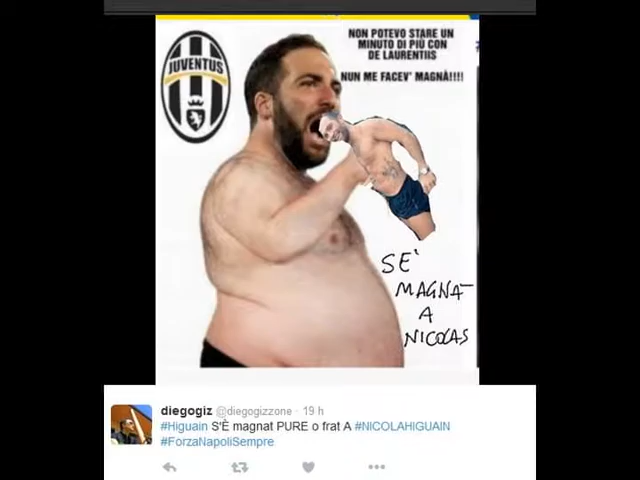 JUVENTUS
NON POTEVO STARE UN
MINUTO DI PIÙ CON
DE LAURENTIIS
NUN ME FACEV' MAGNÀ!!!!
SE'
MAGNAT
A
NICOLAS
diegogiz @diegogizzone · 19 h
#Higuain S'È magnat PURE o frat A #NICOLAHIGUAIN
#ForzaNapoliSempre